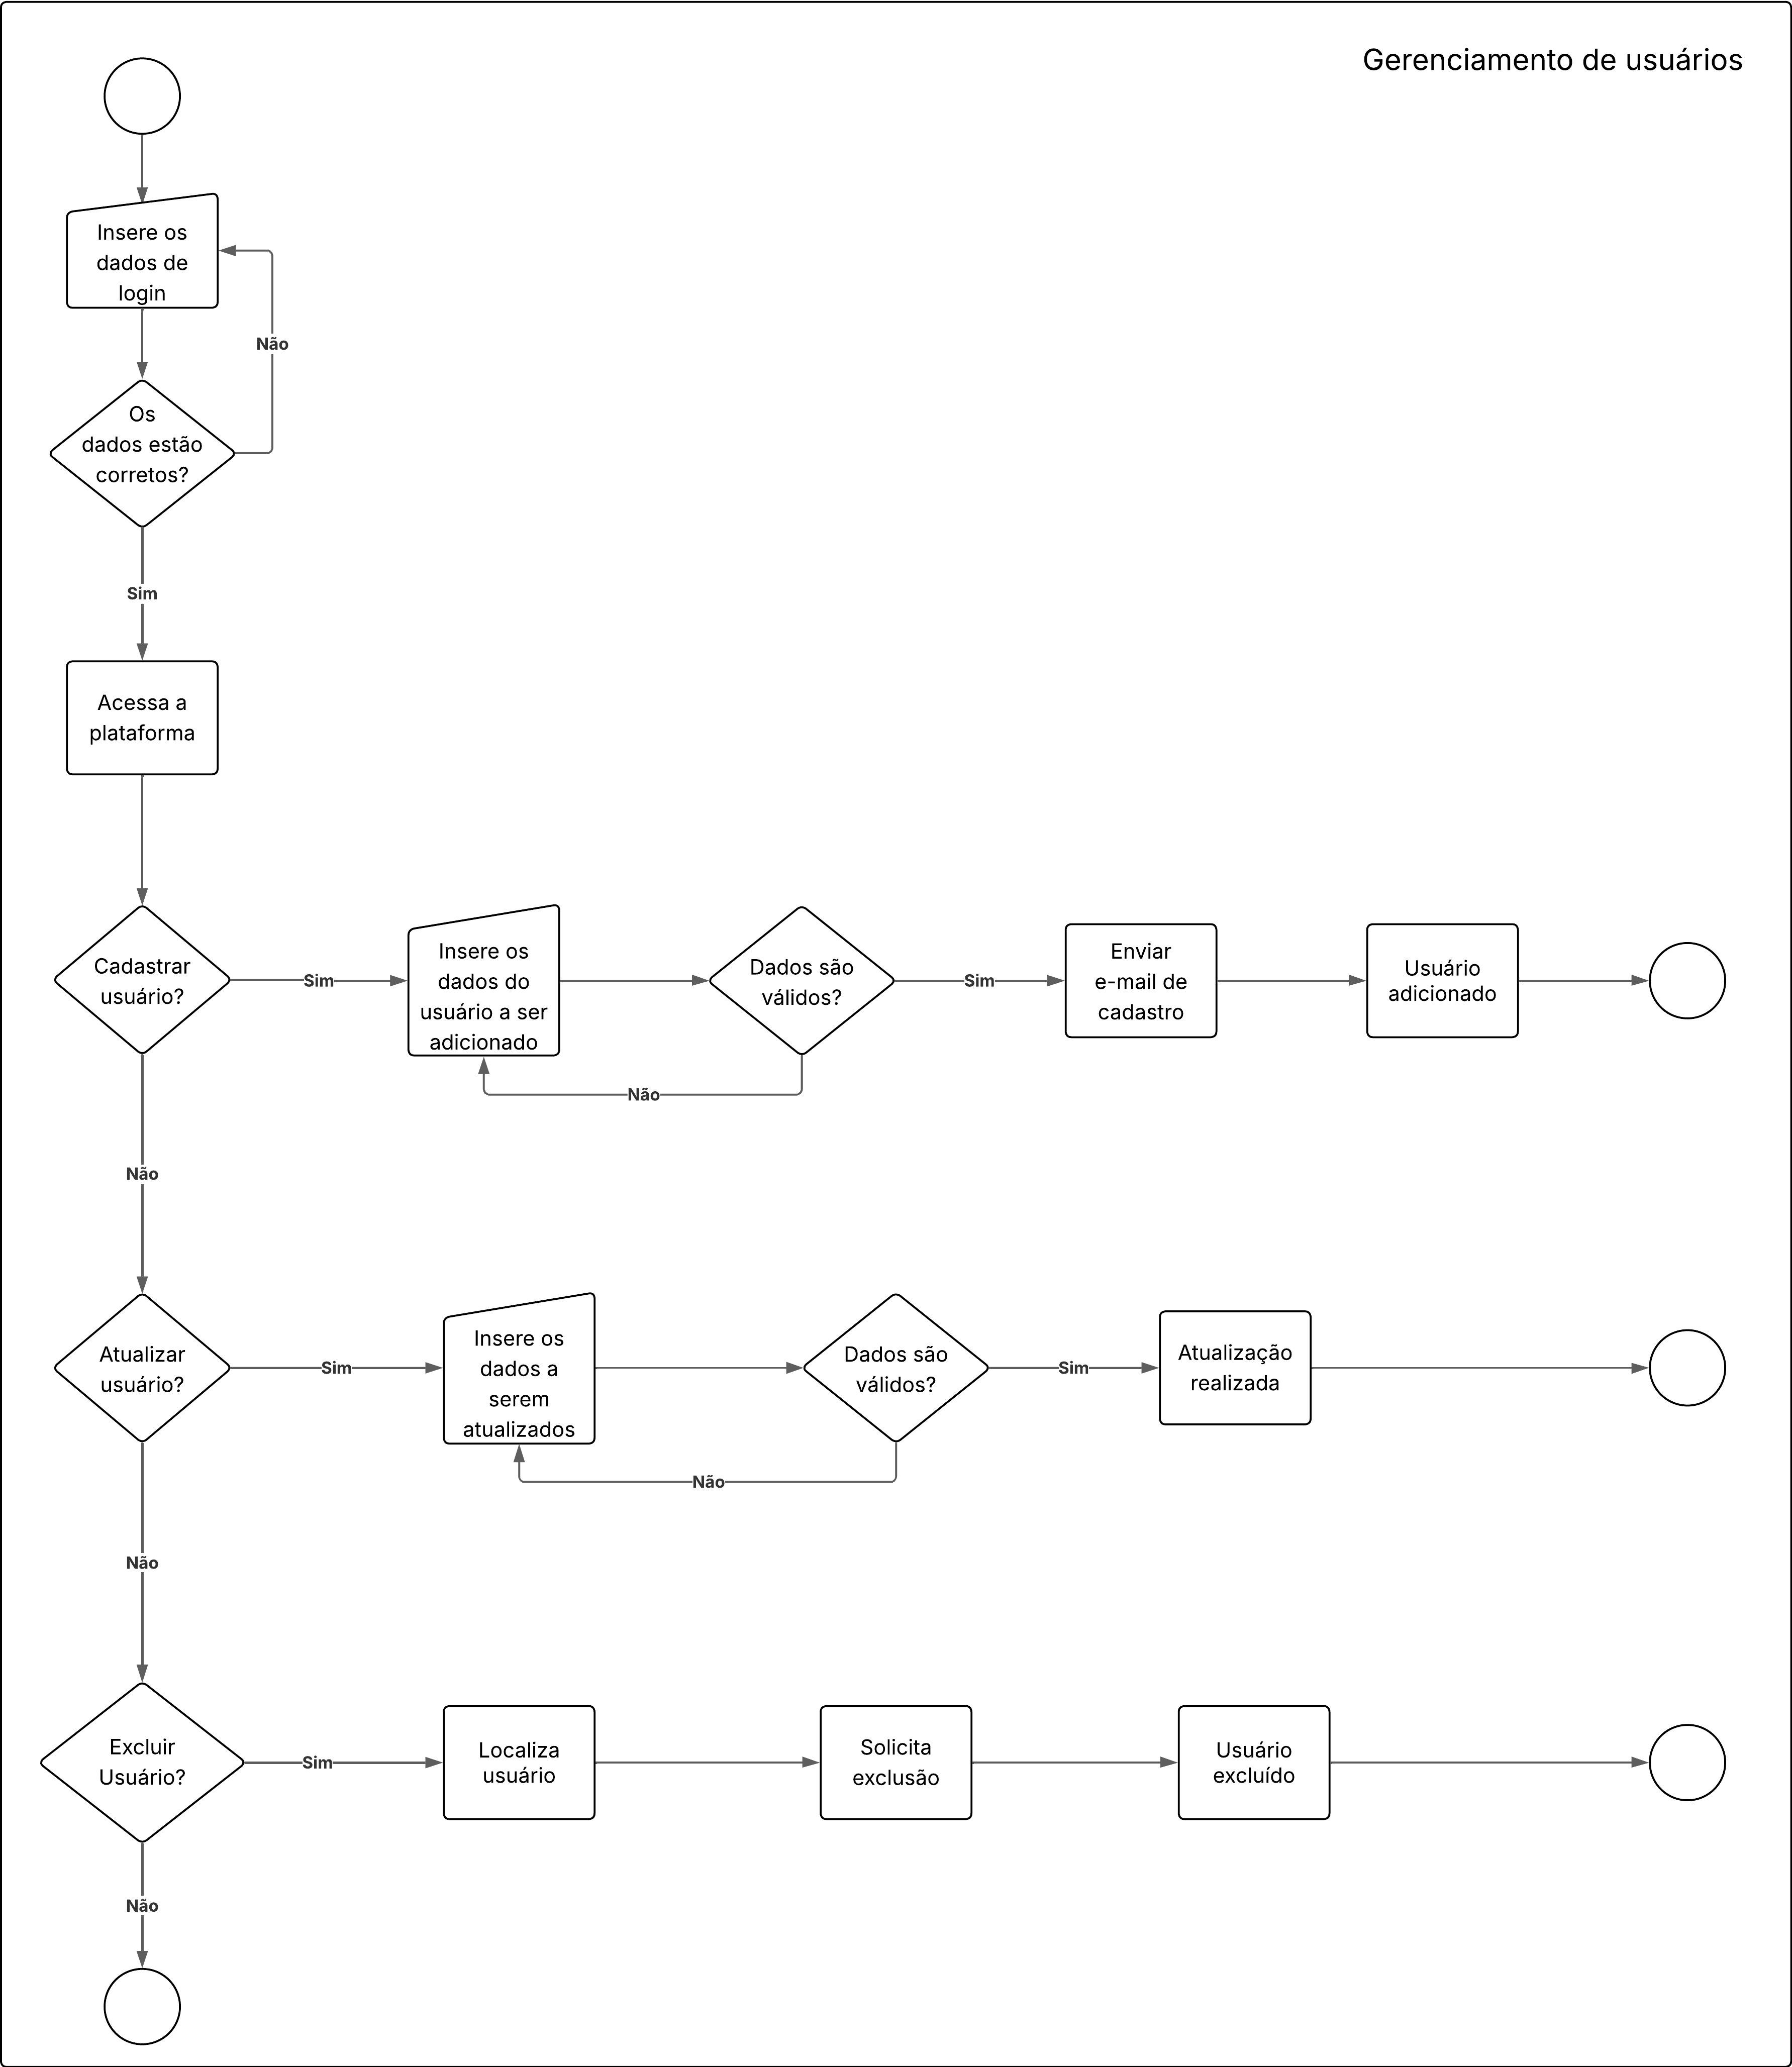 Gerenciamento de usuários
Insere os
dados de
login
Não
Os
dados estão
corretos?
Sim
Acessa a
plataforma
Cadastrar
usuário?
Sim
Insere os
dados do
usuário a ser
adicionado
Dados são
válidos?
Sim
Enviar
e-mail de
cadastro
Usuário
adicionado
Não
Não
Atualizar
usuário?
Sim
Insere os
dados a
serem
atualizados
Dados são
válidos?
Sim
Atualização
realizada
Não
Não
Excluir
Usuário?
Sim
Localiza
usuário
Solicita
exclusão
Usuário
excluído
Não